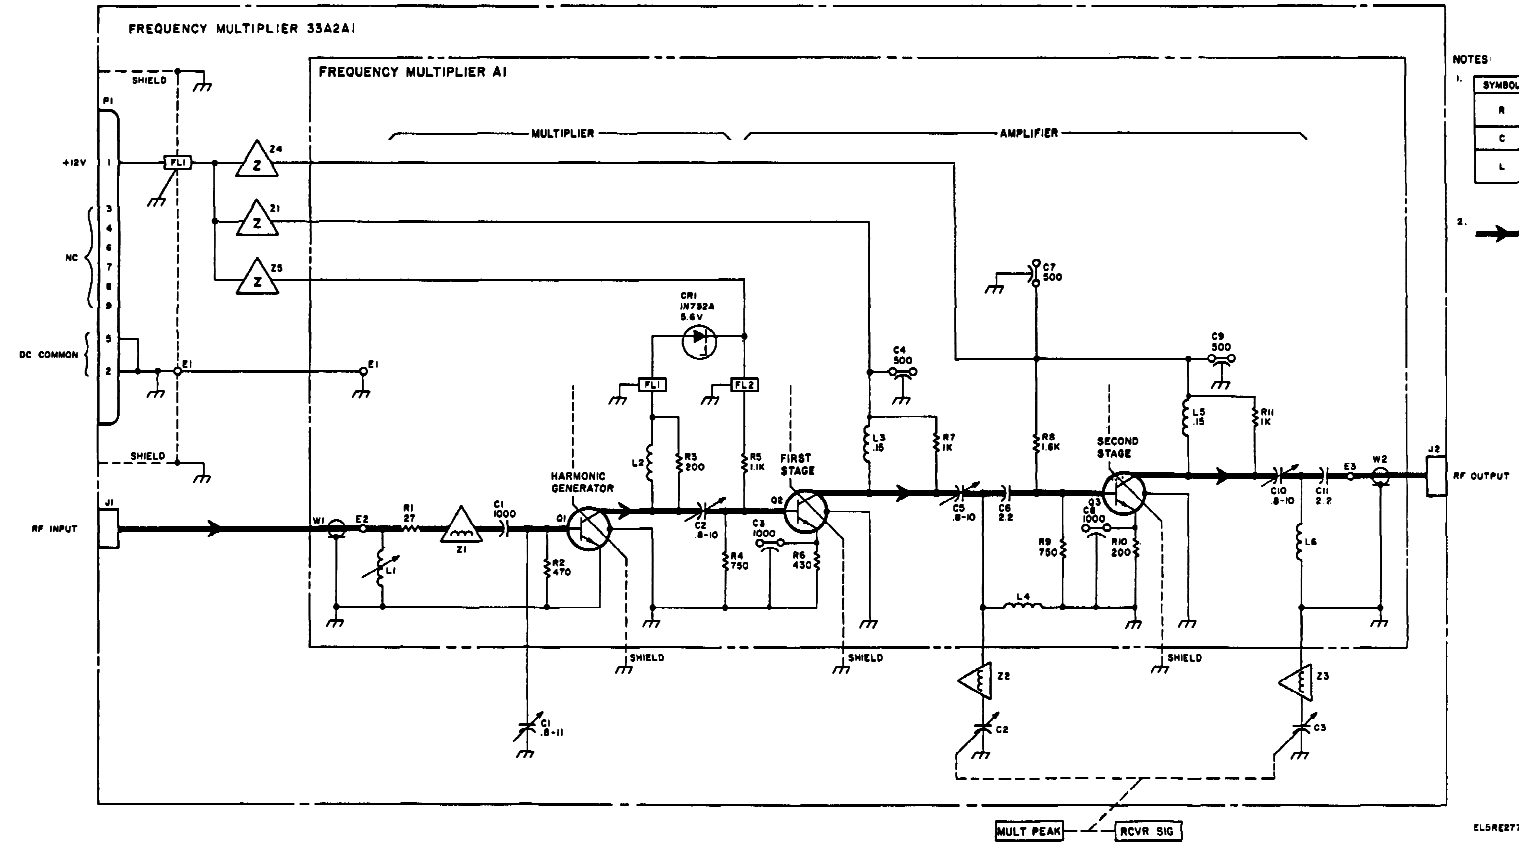 FREQUENCY MULTIPLIER 33A2A1
FREQUENCY MULTIPLIER A1
NOTES:
1.
SYMBOL
R
C
L
2.
SHIELD
P1
MULTIPLIER
AMPLIFIER
+12V
1
FL1
Z4
Z
3
4
6
7
8
9
NC
Z1
Z
Z5
Z
5
2
DC COMMON
E1
E1
CR1
1N752A
5.6V
C7
500
C4
500
C9
500
FL1
FL2
L2
R3
200
R5
1.1K
L3
.15
R7
1K
R8
1.6K
L5
.15
R11
1K
SHIELD
HARMONIC
GENERATOR
FIRST
STAGE
SECOND
STAGE
J1
RF INPUT
W1
E2
R1
27
Z1
C1
1000
Q1
C2
.8-10
C3
1000
Q2
C5
.8-10
C6
2.2
Q3
C8
1000
C10
.8-10
C11
2.2
E3
W2
J2
RF OUTPUT
L1
R2
470
R4
750
R6
430
R9
750
R10
200
L6
L4
SHIELD
SHIELD
SHIELD
Z2
Z3
C1
.8-11
C2
C3
MULT PEAK
RCVR SIG
EL5RE277